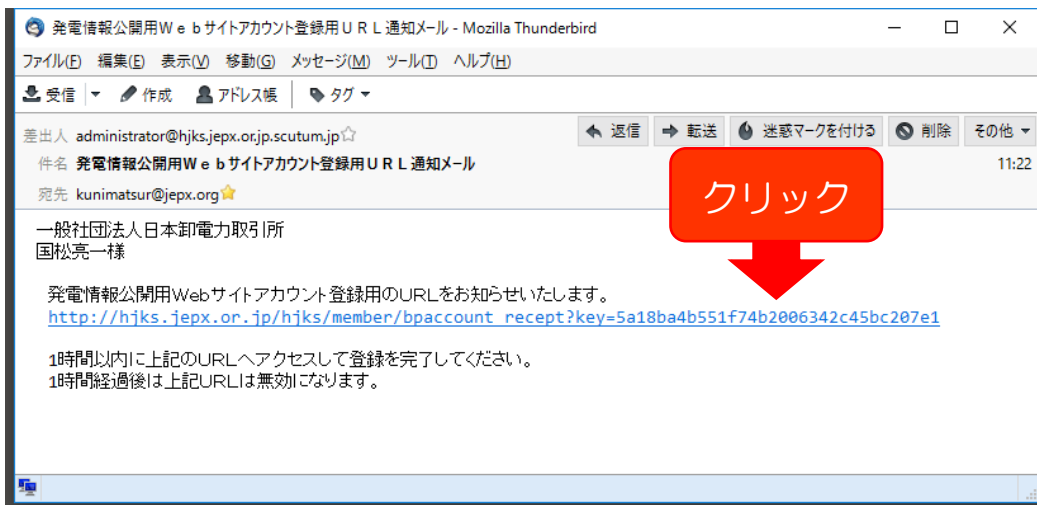 発電情報公開用Ｗｅｂサイトアカウント登録用ＵＲＬ通知メール - Mozilla Thunderbird
ファイル(F) 編集(E) 表示(V) 移動(G) メッセージ(M) ツール(T) ヘルプ(H)
受信 作成 アドレス帳 タグ
差出人 administrator@hjks.jepx.or.jp.scutum.jp 返信 転送 迷惑マークを付ける 削除 その他
件名 発電情報公開用Ｗｅｂサイトアカウント登録用ＵＲＬ通知メール 11:22
宛先 kunimatsur@jepx.org
クリック
一般社団法人日本卸電力取引所
国松亮一様
発電情報公開用Webサイトアカウント登録用のURLをお知らせいたします。
http://hjks.jepx.or.jp/hjks/member/bpaccount_recept?key=5a18ba4b551f74b2006342c45bc207e1
1時間以内に上記のURLへアクセスして登録を完了してください。
1時間経過後は上記URLは無効になります。